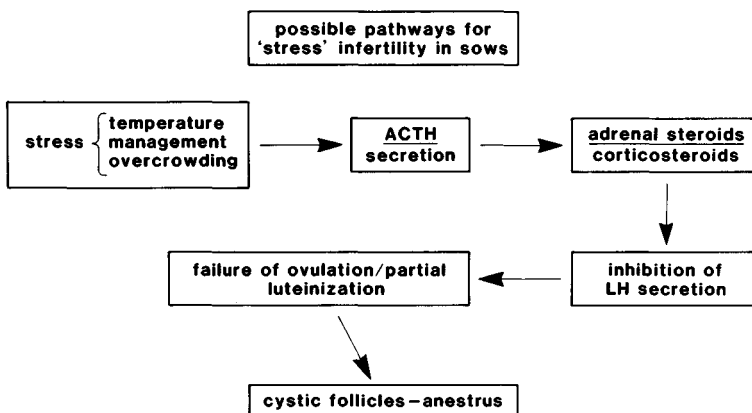 possible pathways for
‘stress’ infertility in sows
stress { temperature
management
overcrowding
ACTH
secretion
adrenal steroids
corticosteroids
inhibition of
LH secretion
failure of ovulation/partial
luteinization
cystic follicles–anestrus